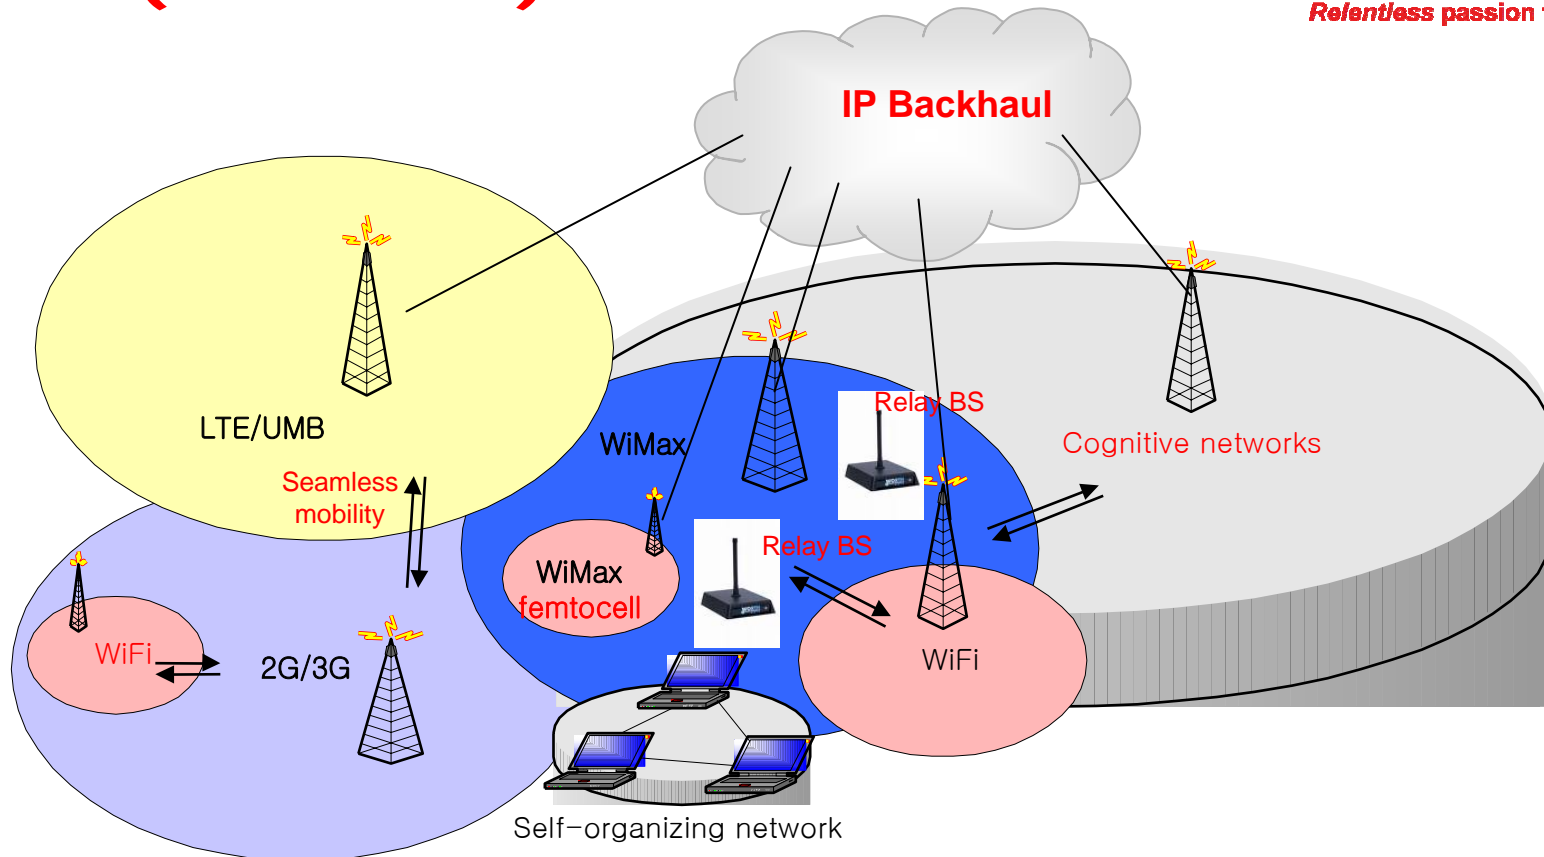 Relentless passion
IP Backhaul
LTE/UMB
Seamless
mobility
WiMax
Relay BS
Cognitive networks
Relay BS
WiMax
femtocell
WiFi
2G/3G
WiFi
Self-organizing network